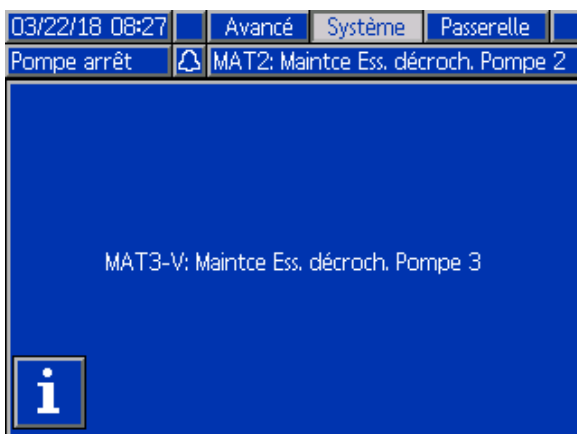 03/22/18 08:27 Avancé Système Passerelle
Pompe arrêt MAT2: Maintce Ess. décroch. Pompe 2
MAT3-V: Maintce Ess. décroch. Pompe 3
i